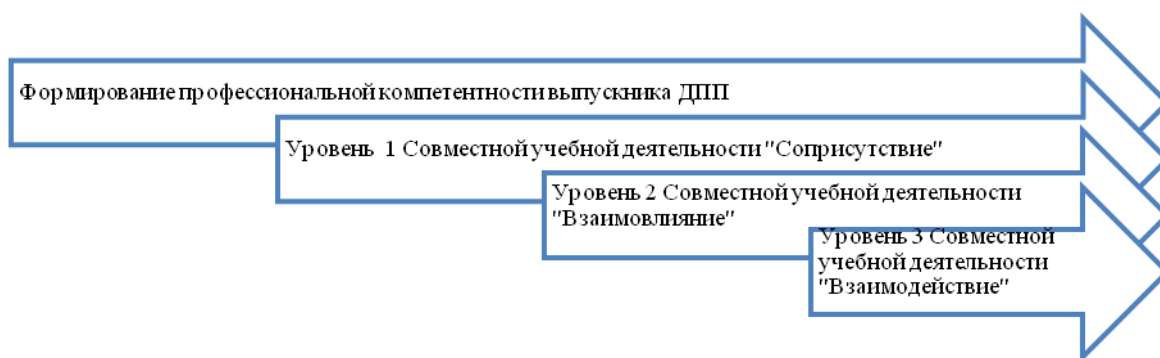 Формирование профессиональной компетентности выпускника ДПП
Уровень 1 Совместной учебной деятельности "Соприсутствие"
Уровень 2 Совместной учебной деятельности
"Взаимовлияние"
Уровень 3 Совместной
учебной деятельности
"Взаимодействие"